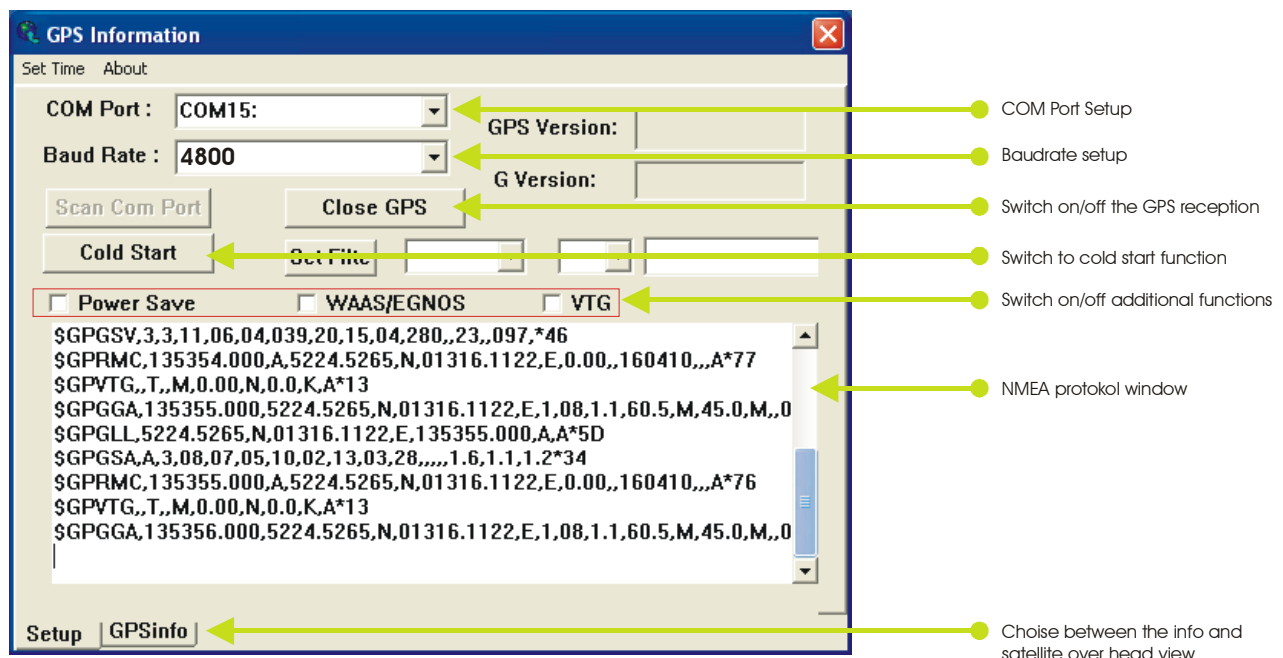 GPS Information
Set Time About
COM Port : COM15:
GPS Version:
Baud Rate : 4800
G Version:
Scan Com Port Close GPS
Cold Start Set Filte
Power Save WAAS/EGNOS VTG
$GPGSV,3,3,11,06,04,039,20,15,04,280,,23,,097,*46
$GPRMC,135354.000,A,5224.5265,N,01316.1122,E,0.00,,160410,,,A*77
$GPVTG,,T,,M,0.00,N,0.0,K,A*13
$GPGGA,135355.000,5224.5265,N,01316.1122,E,1,08,1.1,60.5,M,45.0,M,,0
$GPGLL,5224.5265,N,01316.1122,E,135355.000,A,A*5D
$GPGSA,A,3,08,07,05,10,02,13,03,28,,,,,1.6,1.1,1.2*34
$GPRMC,135355.000,A,5224.5265,N,01316.1122,E,0.00,,160410,,,A*76
$GPVTG,,T,,M,0.00,N,0.0,K,A*13
$GPGGA,135356.000,5224.5265,N,01316.1122,E,1,08,1.1,60.5,M,45.0,M,,0
Setup GPSinfo
COM Port Setup
Baudrate setup
Switch on/off the GPS reception
Switch to cold start function
Switch on/off additional functions
NMEA protokol window
Choise between the info and
satellite over head view